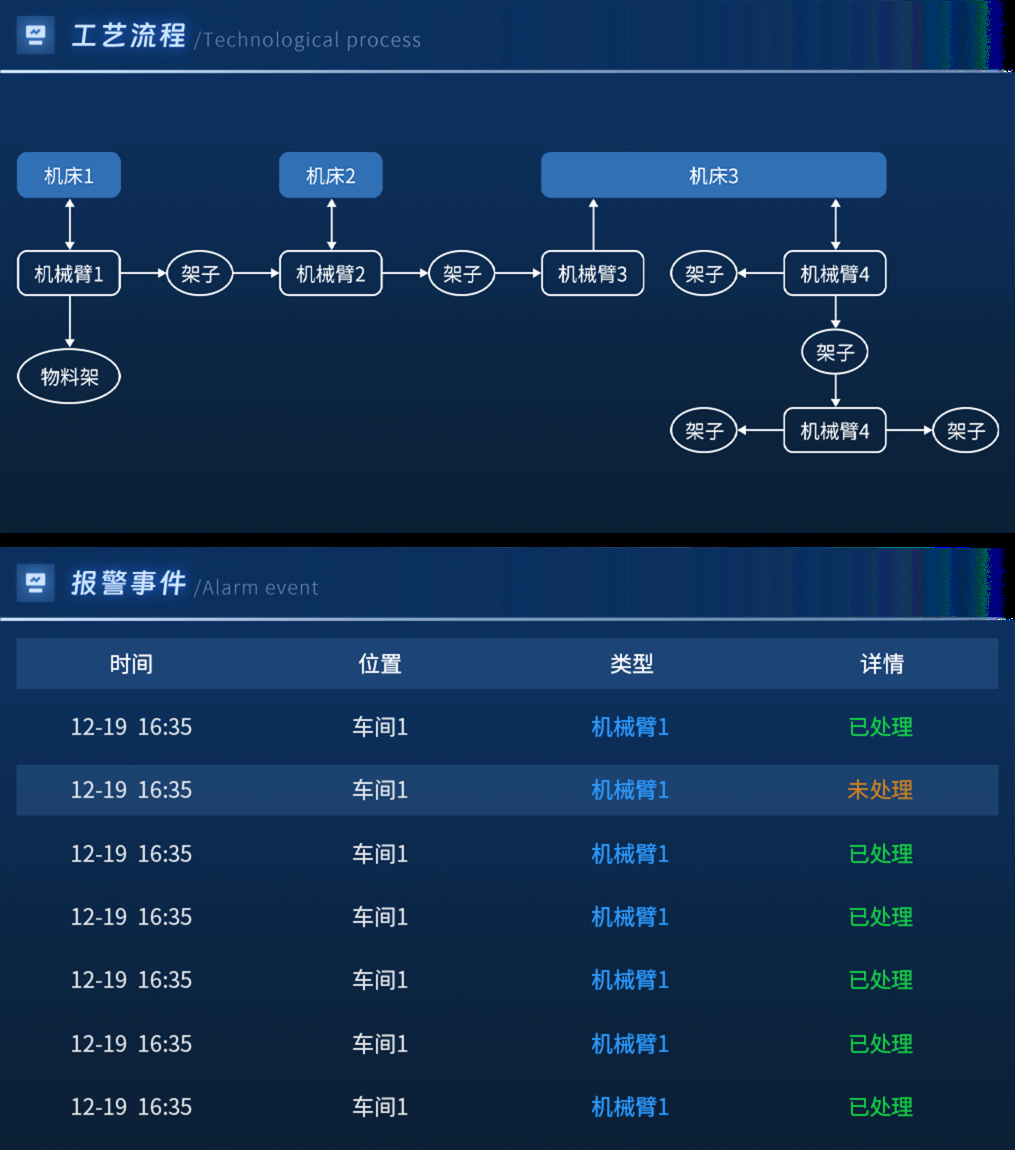 工艺流程 /Technological process
机床1 机床2 机床3
机械臂1 架子 机械臂2 架子 机械臂3 架子 机械臂4
架子
物料架
架子 机械臂4 架子
报警事件 /Alarm event
时间 位置 类型 详情
12-19 16:35 车间1 机械臂1 已处理
12-19 16:35 车间1 机械臂1 未处理
12-19 16:35 车间1 机械臂1 已处理
12-19 16:35 车间1 机械臂1 已处理
12-19 16:35 车间1 机械臂1 已处理
12-19 16:35 车间1 机械臂1 已处理
12-19 16:35 车间1 机械臂1 已处理